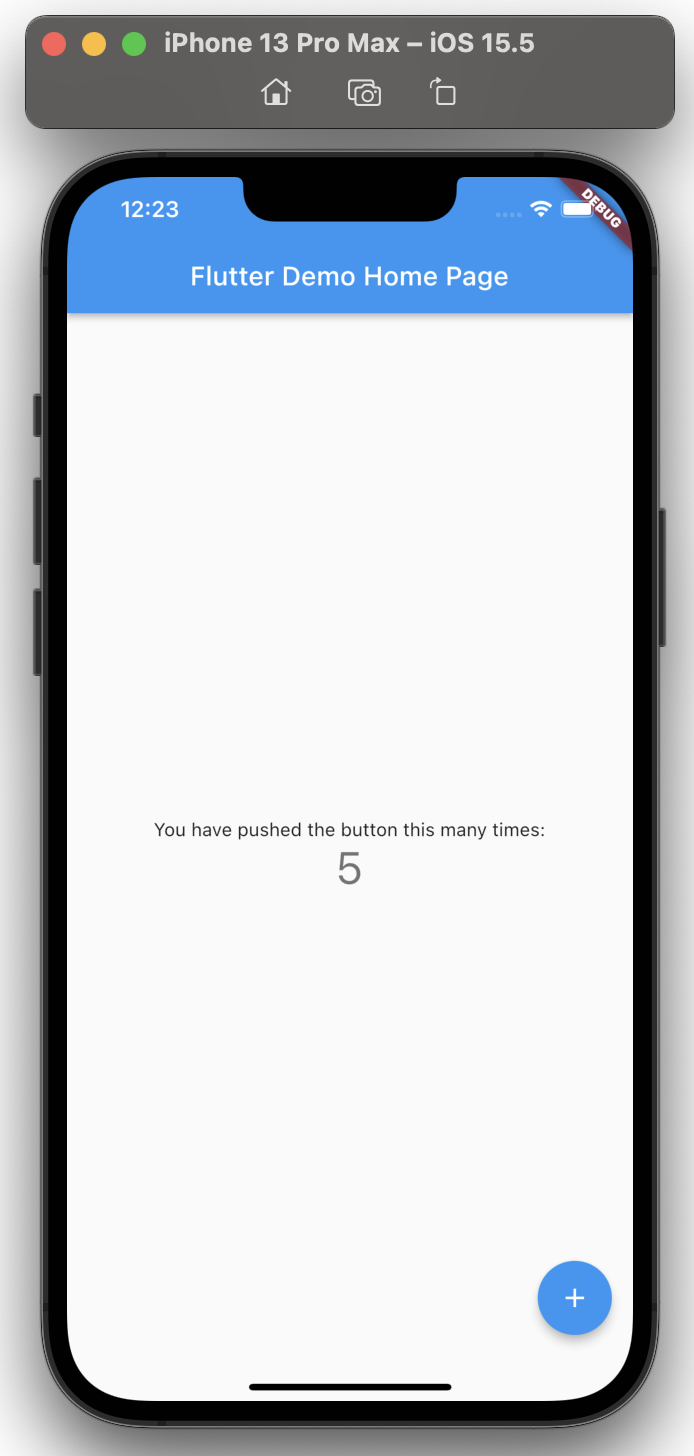 iPhone 13 Pro Max – iOS 15.5
12:23
DEBUG
Flutter Demo Home Page
You have pushed the button this many times:
5
+